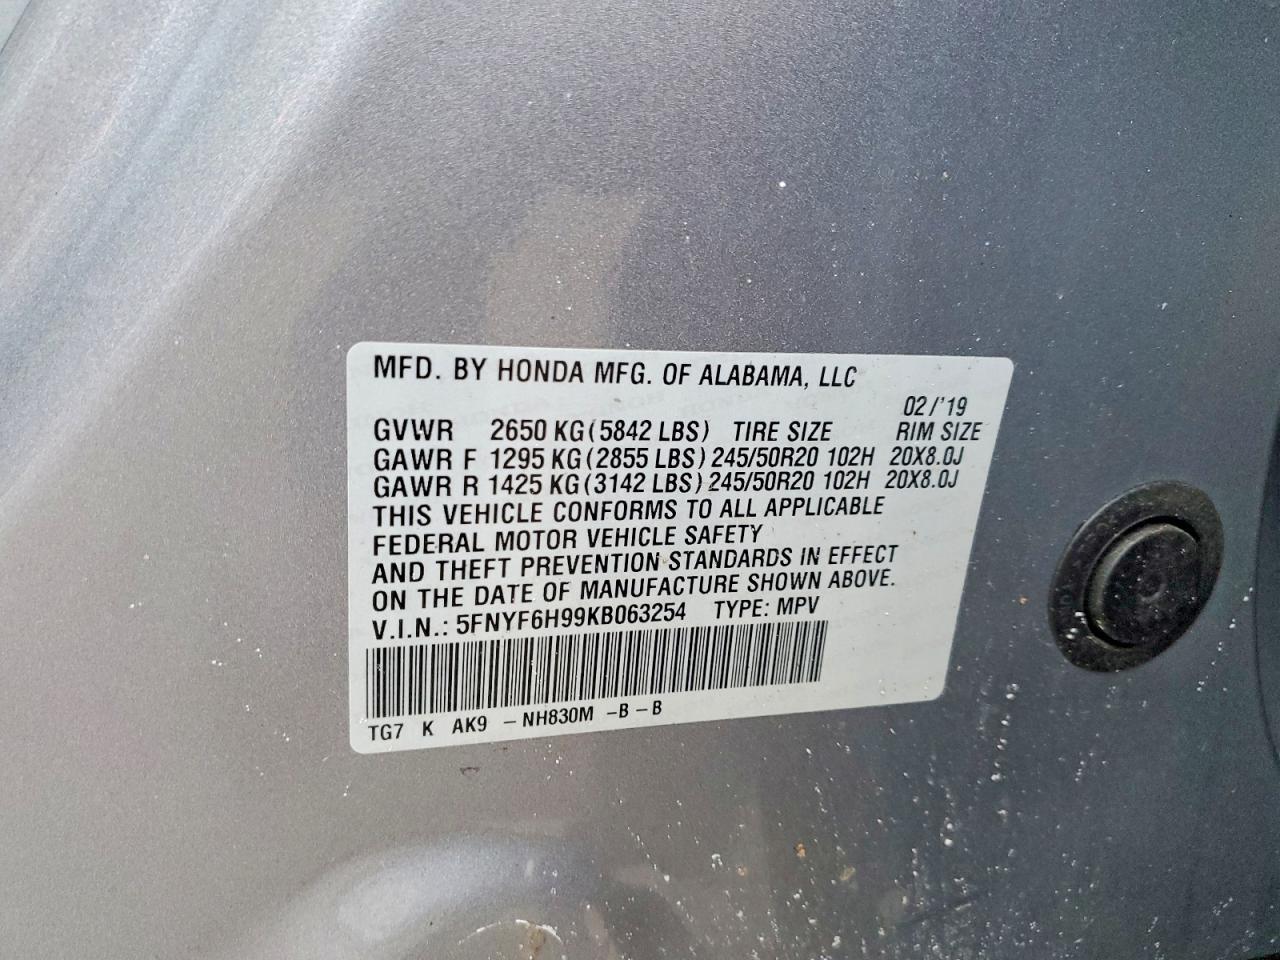 MFD. BY HONDA MFG. OF ALABAMA, LLC
02/'19
GVWR 2650 KG(5842 LBS) TIRE SIZE RIM SIZE
GAWR F 1295 KG(2855 LBS) 245/50R20 102H 20X8.0J
GAWR R 1425 KG(3142 LBS) 245/50R20 102H 20X8.0J
THIS VEHICLE CONFORMS TO ALL APPLICABLE
FEDERAL MOTOR VEHICLE SAFETY
AND THEFT PREVENTION STANDARDS IN EFFECT
ON THE DATE OF MANUFACTURE SHOWN ABOVE.
V.I.N.: 5FNYF6H99KB063254 TYPE: MPV
TG7 K AK9 -NH830M -B-B